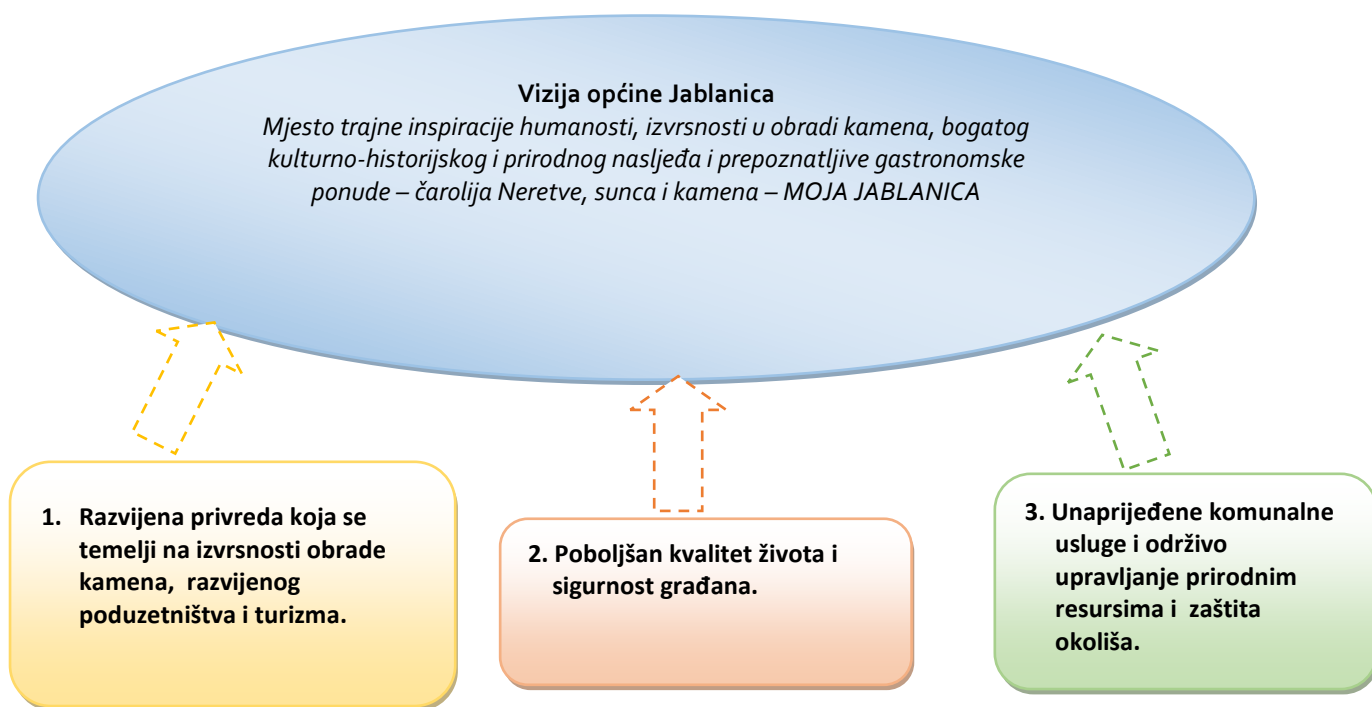 Vizija općine Jablanica
Mjesto trajne inspiracije humanosti, izvrsnosti u obradi kamena, bogatog
kulturno-historijskog i prirodnog nasljeđa i prepoznatljive gastronomske
ponude – čarolija Neretve, sunca i kamena – MOJA JABLANICA
1. Razvijena privreda koja se
temelji na izvrsnosti obrade
kamena, razvijenog
poduzetništva i turizma.
2. Poboljšan kvalitet života i
sigurnost građana.
3. Unaprijeđene komunalne
usluge i održivo
upravljanje prirodnim
resursima i zaštita
okoliša.